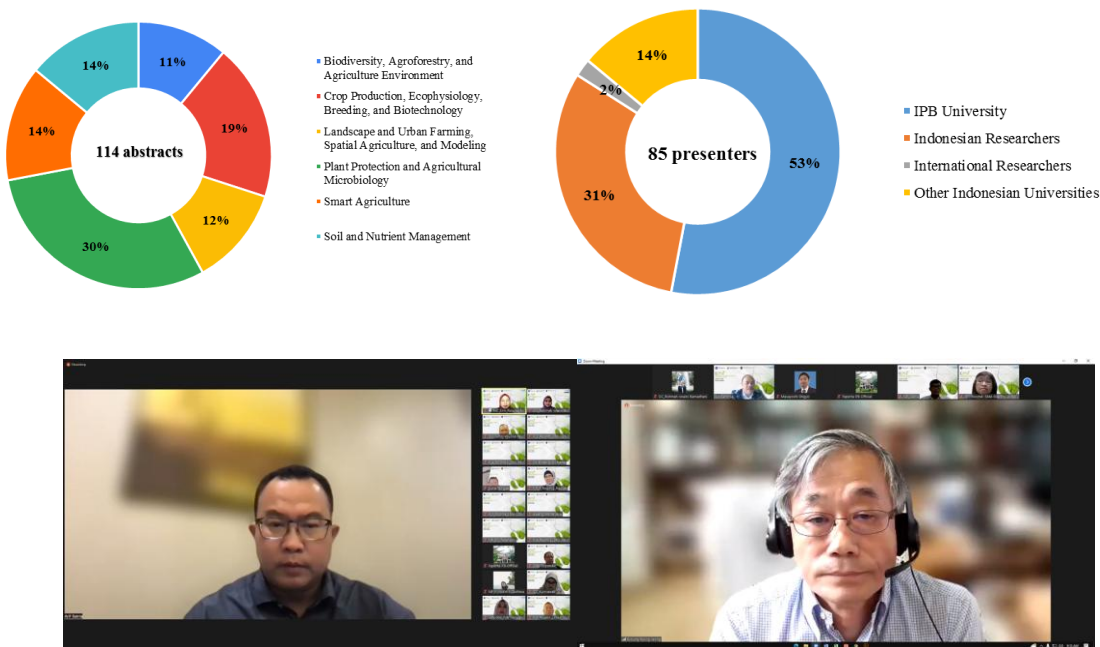 11%
19%
12%
30%
14%
14%
114 abstracts
Biodiversity, Agroforestry, and
Agriculture Environment
Crop Production, Ecophysiology,
Breeding, and Biotechnology
Landscape and Urban Farming,
Spatial Agriculture, and Modeling
Plant Protection and Agricultural
Microbiology
Smart Agriculture
Soil and Nutrient Management
53%
31%
2%
14%
85 presenters
IPB University
Indonesian Researchers
International Researchers
Other Indonesian Universities